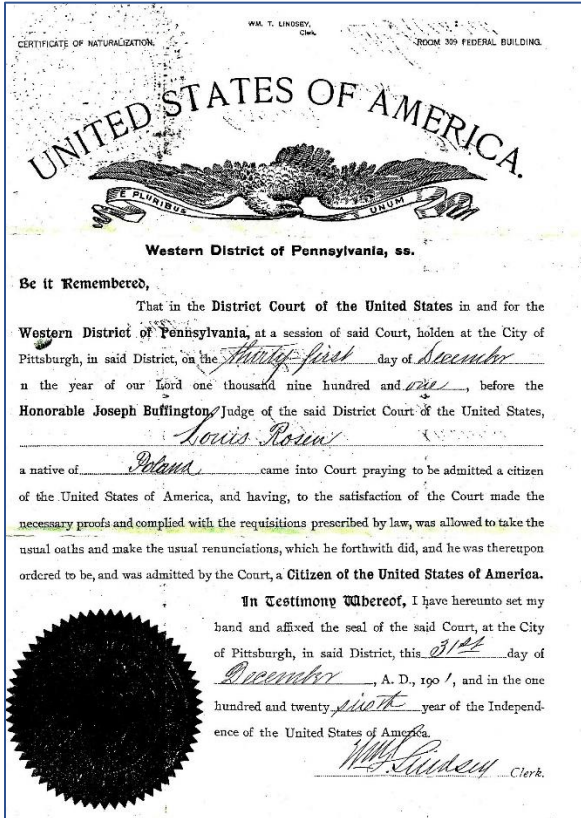 WM. T. LINDSEY,
Clerk.
CERTIFICATE OF NATURALIZATION.
ROOM 309 FEDERAL BUILDING.
UNITED STATES OF AMERICA.
E PLURIBUS UNUM
Western District of Pennsylvania, ss.
Be it Remembered,
That in the District Court of the United States in and for the
Western District of Pennsylvania, at a session of said Court, holden at the City of
Pittsburgh, in said District, on the thirty first day of December
n the year of our Lord one thousand nine hundred and one, before the
Honorable Joseph Buffington, Judge of the said District Court of the United States,
Louis Rosen
a native of Poland came into Court praying to be admitted a citizen
of the United States of America, and having, to the satisfaction of the Court made the
necessary proofs and complied with the requisitions prescribed by law, was allowed to take the
usual oaths and make the usual renunciations, which he forthwith did, and he was thereupon
ordered to be, and was admitted by the Court, a Citizen of the United States of America.
In Testimony Whereof, I have hereunto set my
hand and affixed the seal of the said Court, at the City
of Pittsburgh, in said District, this 31st day of
December, A. D., 1901, and in the one
hundred and twenty sixth year of the Independ-
ence of the United States of America.
Wm T. Lindsey Clerk.